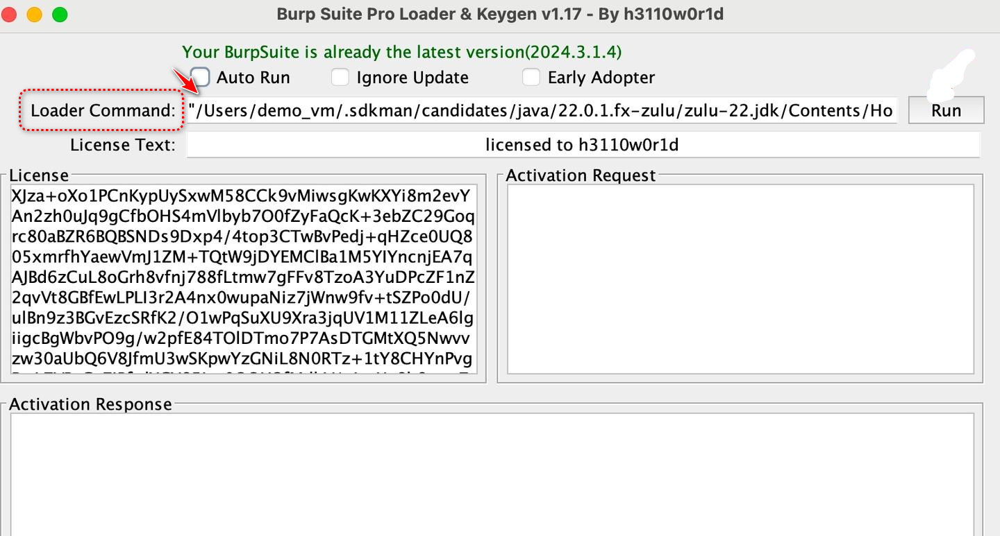 Burp Suite Pro Loader & Keygen v1.17 - By h3110w0r1d
Your BurpSuite is already the latest version(2024.3.1.4)
Auto Run Ignore Update Early Adopter
Loader Command: "/Users/demo_vm/.sdkman/candidates/java/22.0.1.fx-zulu/zulu-22.jdk/Contents/Ho Run
License Text: licensed to h3110w0r1d
License
XJza+oXo1PCnKypUySxwM58CCk9vMiwsgKwKXYi8m2evY
An2zh0uJq9gCfbOHS4mVlbyb7O0fZyFaQcK+3ebZC29Goq
rc80aBZR6BQBSNDs9Dxp4/4top3CTwBvPedj+qHZce0UQ8
05xmrfhYaewVmJ1ZM+TQtW9jDYEMClBa1M5YIYncnjEA7q
AJBd6zCuL8oGrh8vfnj788fLtmw7gFFv8TzoA3YuDPcZF1nZ
2qvVt8GBfEwLPLI3r2A4nx0wupaNiz7jWnw9fv+tSZPo0dU/
ulBn9z3BGvEzcSRfK2/O1wPqSuXU9Xra3jqUV1M11ZLeA6lg
iigcBgWbvPO9g/w2pfE84TOlDTmo7P7AsDTGMtXQ5Nwvv
zw30aUbQ6V8JfmU3wSKpwYzGNiL8N0RTz+1tY8CHYnPvg
Activation Request
Activation Response